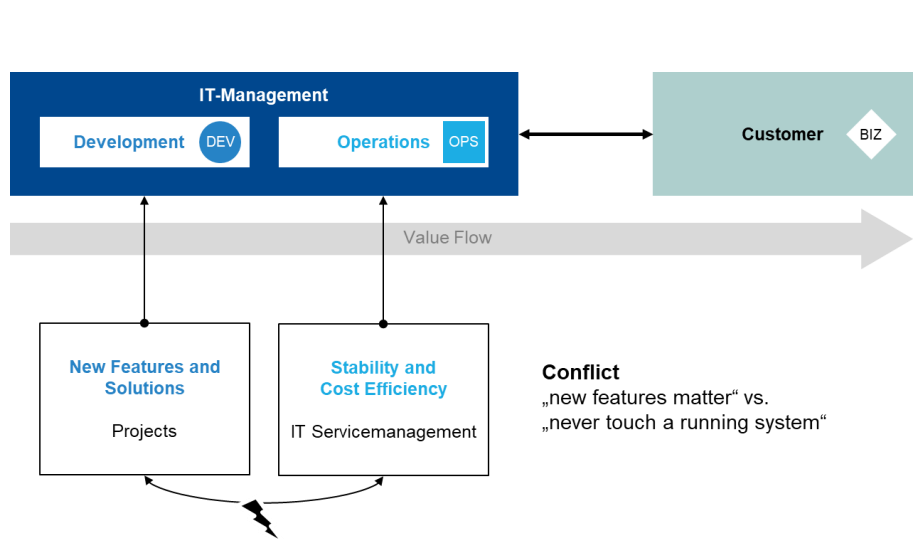 IT-Management
Development
DEV
Operations
OPS
Customer
BIZ
Value Flow
New Features and
Solutions
Projects
Stability and
Cost Efficiency
IT Servicemanagement
Conflict
„new features matter“ vs.
„never touch a running system“